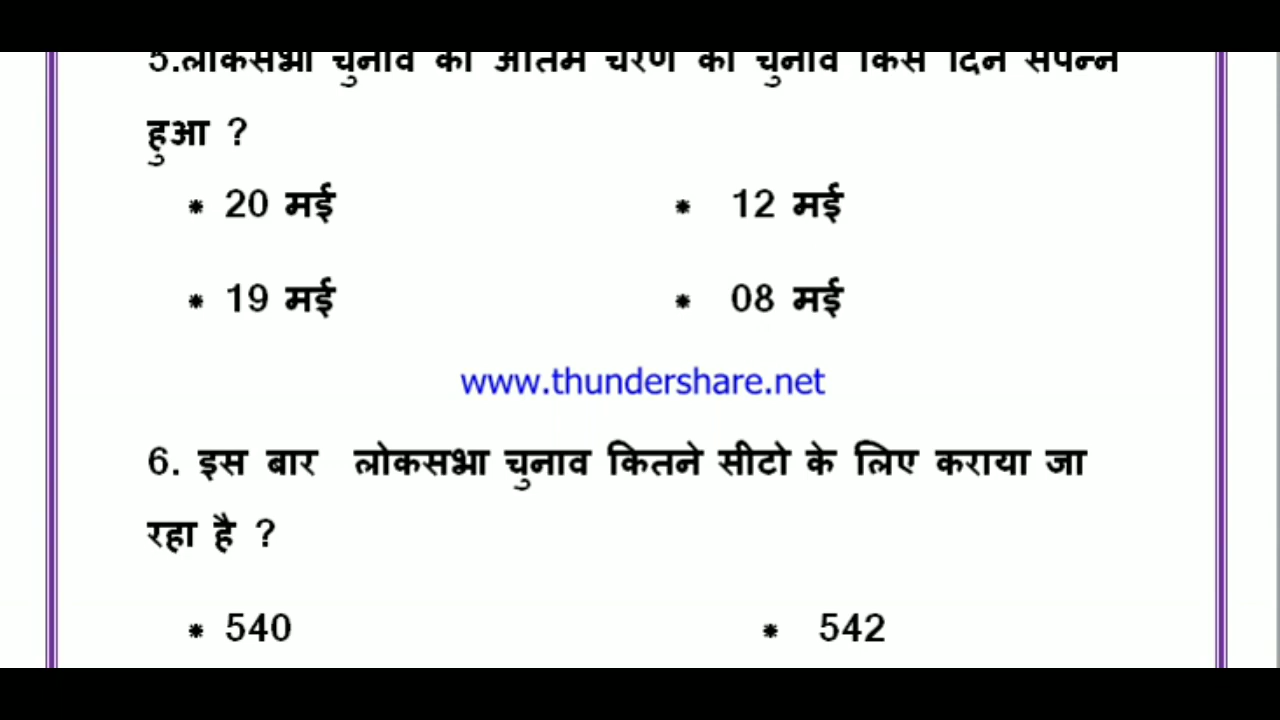 5.लोकसभा चुनाव का अंतिम चरण का चुनाव किस दिन संपन्न
हुआ ?
* 20 मई * 12 मई
* 19 मई * 08 मई
www.thundershare.net
6. इस बार लोकसभा चुनाव कितने सीटो के लिए कराया जा
रहा है ?
* 540 * 542